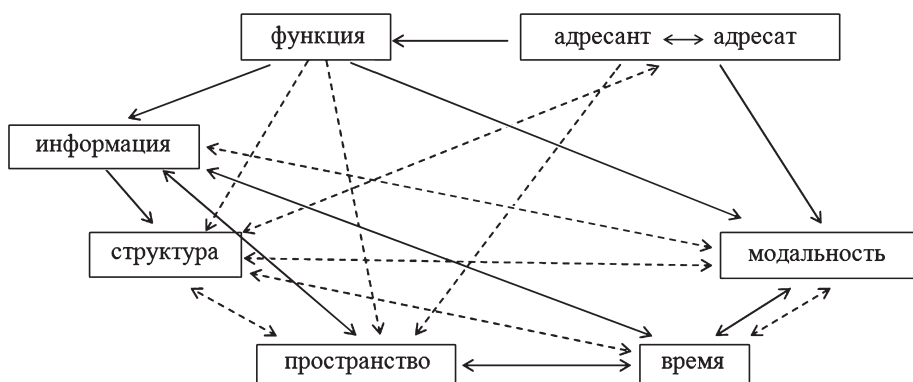 функция
адресант ⟷ адресат
информация
структура
модальность
пространство
время